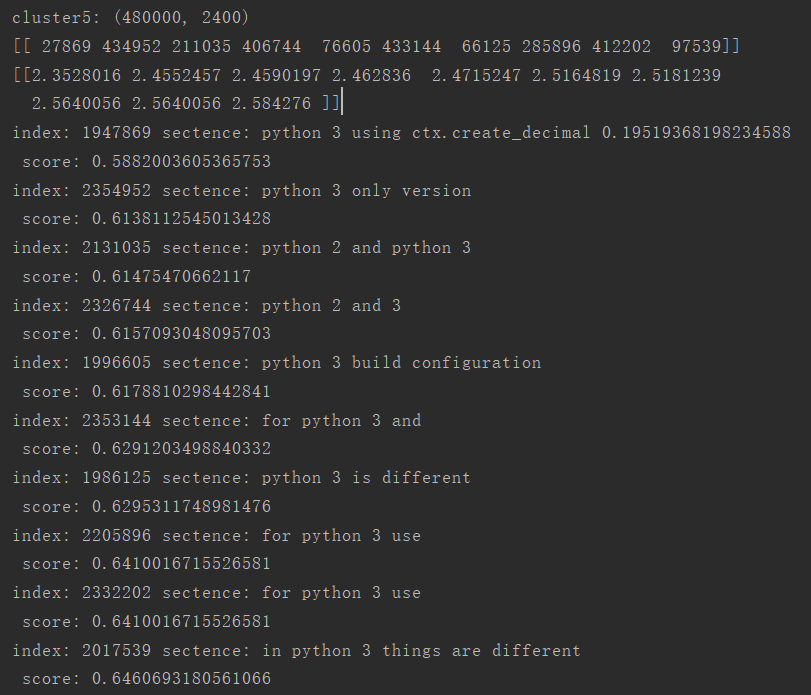 cluster5: (480000, 2400)
[[ 27869 434952 211035 406744  76605 433144  66125 285896 412202  97539]]
[[2.3528016 2.4552457 2.4590197 2.462836  2.4715247 2.5164819 2.5181239
  2.5640056 2.5640056 2.584276 ]]
index: 1947869 sectence: python 3 using ctx.create_decimal 0.19519368198234588
 score: 0.5882003605365753
index: 2354952 sectence: python 3 only version
 score: 0.6138112545013428
index: 2131035 sectence: python 2 and python 3
 score: 0.61475470662117
index: 2326744 sectence: python 2 and 3
 score: 0.6157093048095703
index: 1996605 sectence: python 3 build configuration
 score: 0.6178810298442841
index: 2353144 sectence: for python 3 and
 score: 0.6291203498840332
index: 1986125 sectence: python 3 is different
 score: 0.6295311748981476
index: 2205896 sectence: for python 3 use
 score: 0.6410016715526581
index: 2332202 sectence: for python 3 use
 score: 0.6410016715526581
index: 2017539 sectence: in python 3 things are different
 score: 0.6460693180561066